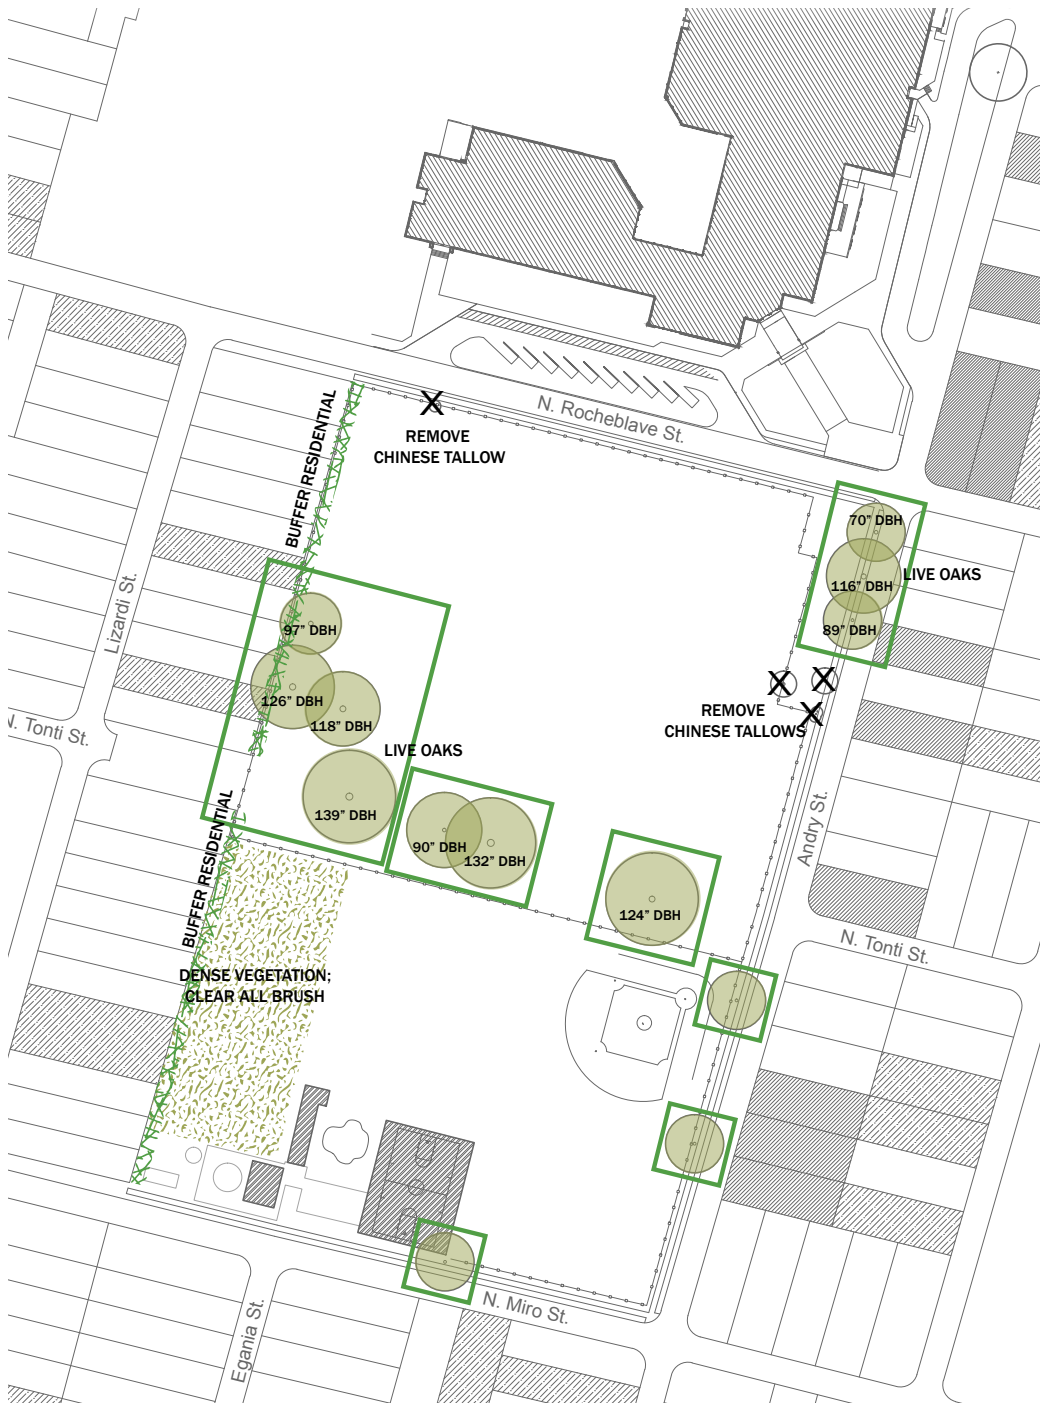 N. Rocheblave St.
BUFFER RESIDENTIAL
REMOVE
CHINESE TALLOW
70” DBH
116” DBH
LIVE OAKS
89” DBH
Lizardi St.
97” DBH
126” DBH
118” DBH
REMOVE
CHINESE TALLOWS
N. Tonti St.
LIVE OAKS
139” DBH
90” DBH
132” DBH
Andry St.
BUFFER RESIDENTIAL
124” DBH
N. Tonti St.
DENSE VEGETATION;
CLEAR ALL BRUSH
N. Miro St.
Egania St.